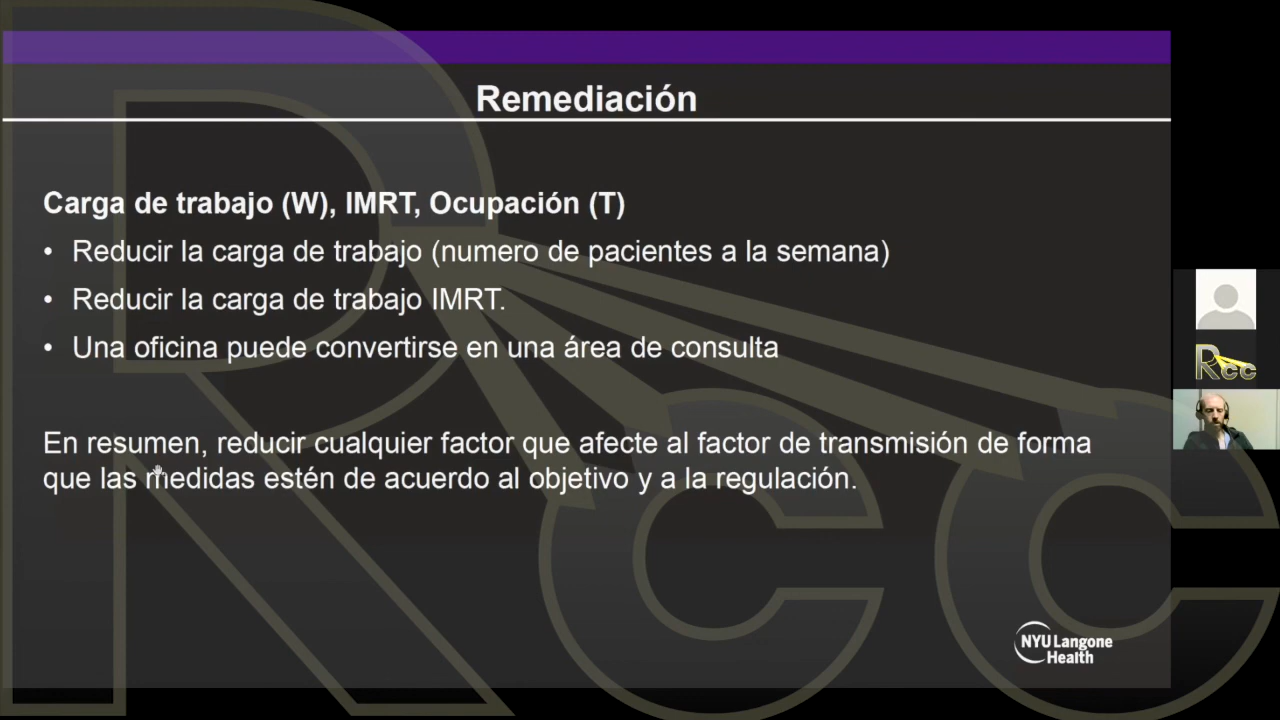 Remediación
Carga de trabajo (W), IMRT, Ocupación (T)
• Reducir la carga de trabajo (numero de pacientes a la semana)
• Reducir la carga de trabajo IMRT.
• Una oficina puede convertirse en una área de consulta
En resumen, reducir cualquier factor que afecte al factor de transmisión de forma
que las medidas estén de acuerdo al objetivo y a la regulación.
NYU Langone
Health
Rcc
Rcc